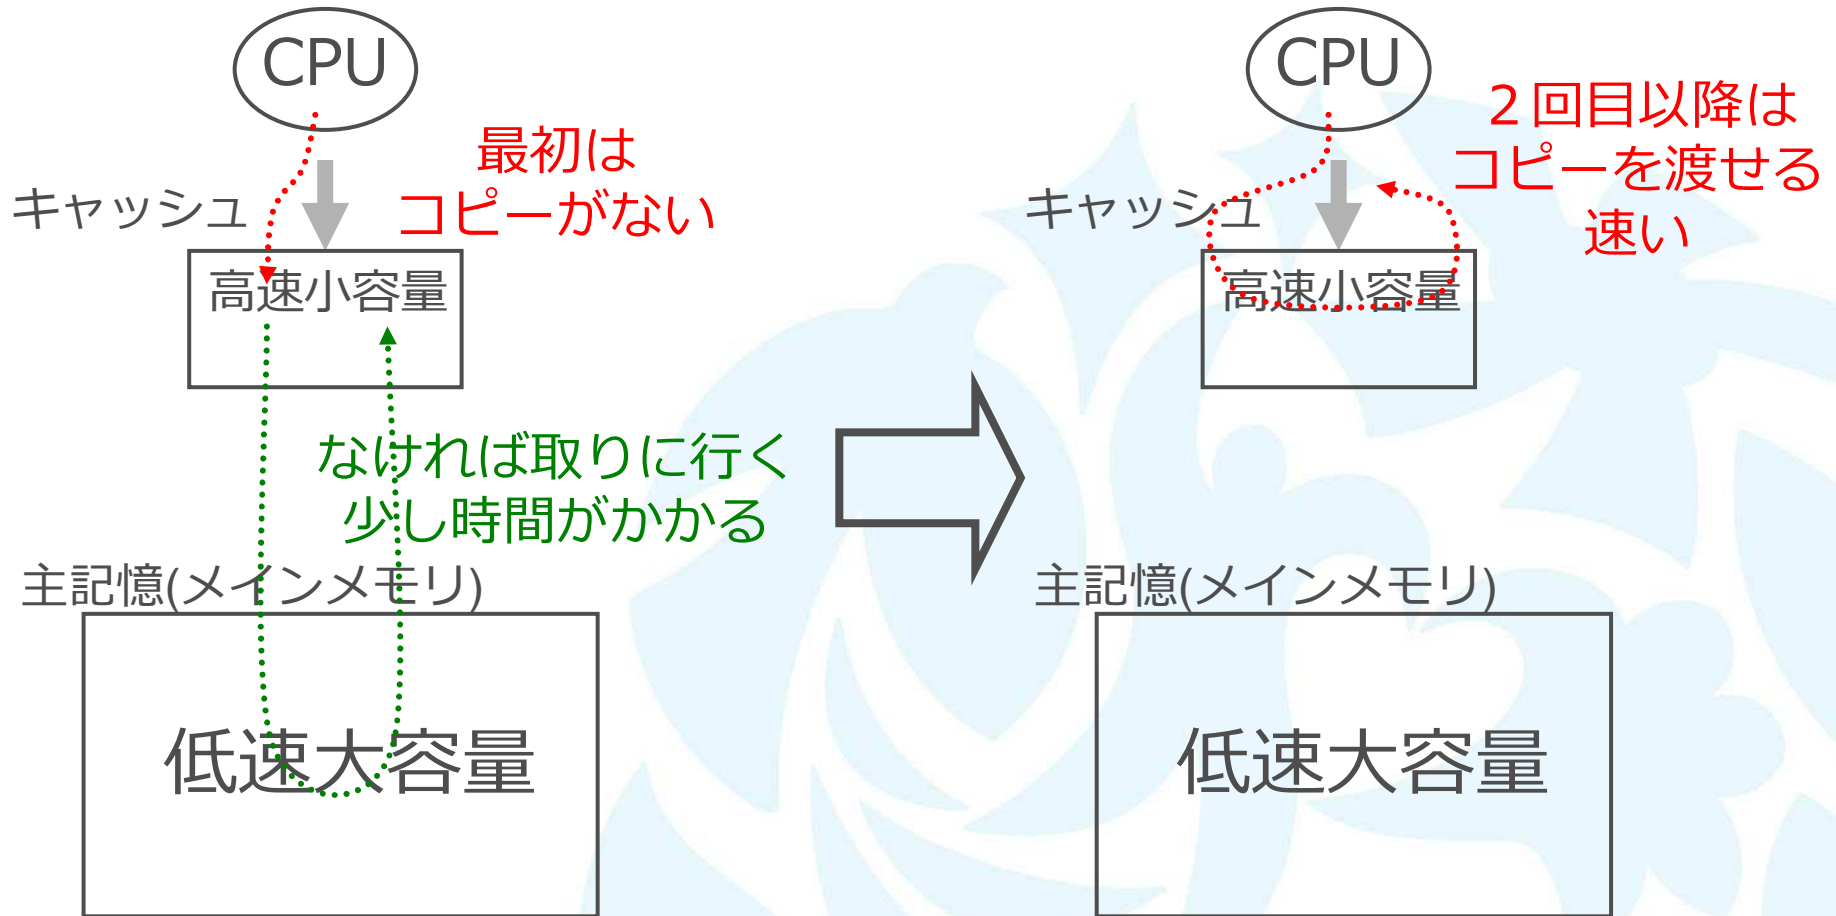 CPU
最初は
コピーがない
キャッシュ
高速小容量
なければ取りに行く
少し時間がかかる
主記憶(メインメモリ)
低速大容量
CPU
２回目以降は
コピーを渡せる
速い
キャッシュ
高速小容量
主記憶(メインメモリ)
低速大容量